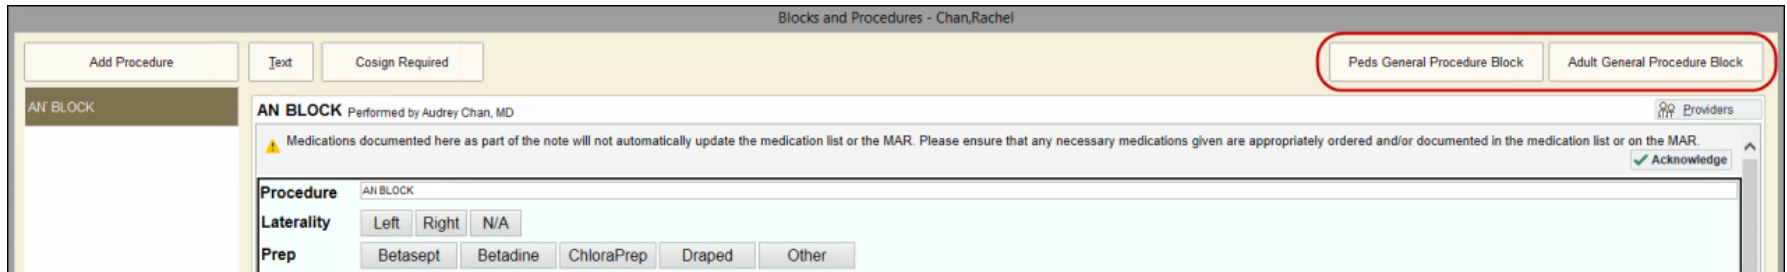 Blocks and Procedures - Chan,Rachel
Add Procedure Text Cosign Required Peds General Procedure Block Adult General Procedure Block
AN BLOCK
AN BLOCK Performed by Audrey Chan, MD Providers
Medications documented here as part of the note will not automatically update the medication list or the MAR. Please ensure that any necessary medications given are appropriately ordered and/or documented in the medication list or on the MAR.
Acknowledge
Procedure AN BLOCK
Laterality Left Right N/A
Prep Betasept Betadine ChloraPrep Draped Other